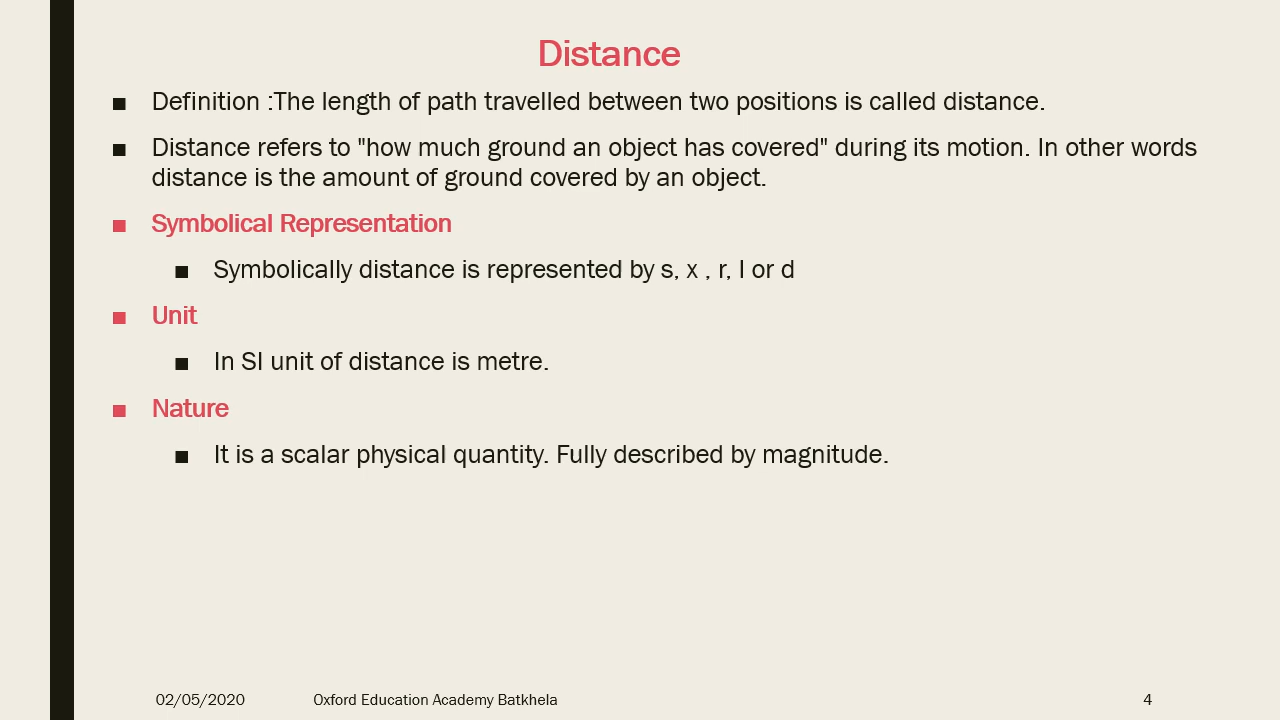 Distance
■ Definition :The length of path travelled between two positions is called distance.
■ Distance refers to "how much ground an object has covered" during its motion. In other words
distance is the amount of ground covered by an object.
■ Symbolical Representation
■ Symbolically distance is represented by s, x , r, l or d
■ Unit
■ In SI unit of distance is metre.
■ Nature
■ It is a scalar physical quantity. Fully described by magnitude.
02/05/2020 Oxford Education Academy Batkhela 4